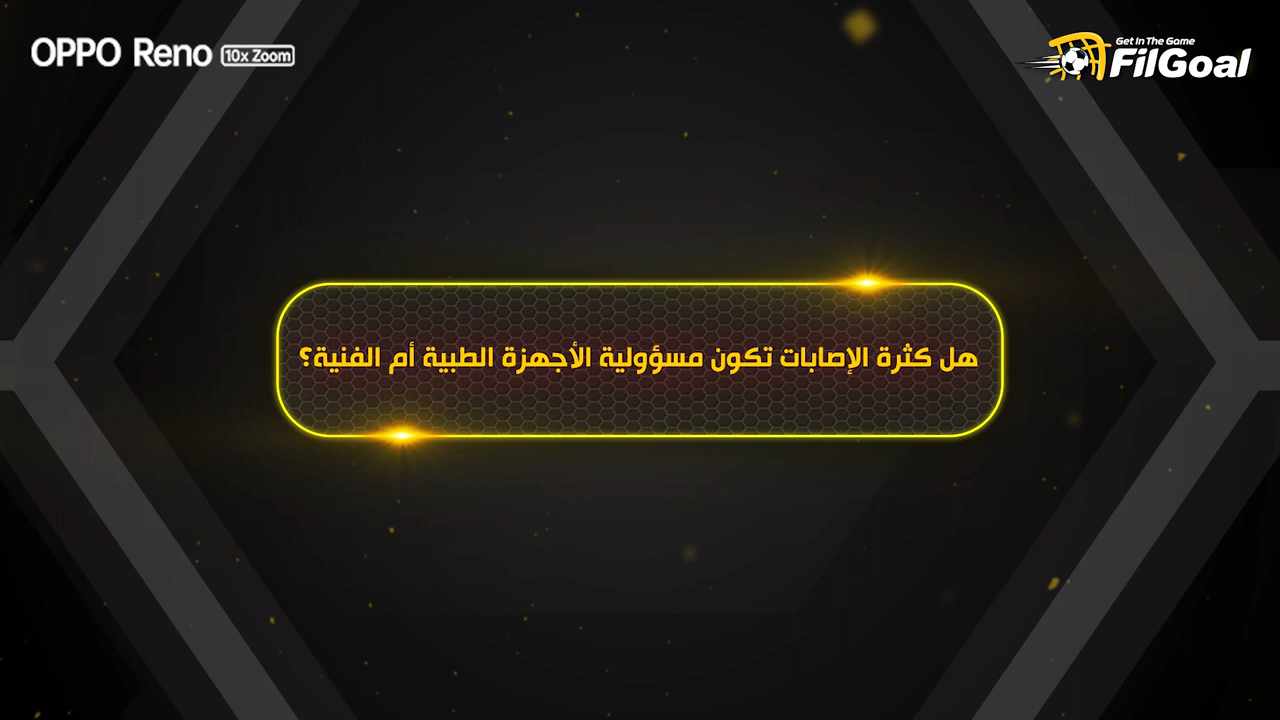 OPPO Reno 10x Zoom
Get In The Game
FilGoal
هل كثرة الإصابات تكون مسؤولية الأجهزة الطبية أم الفنية؟